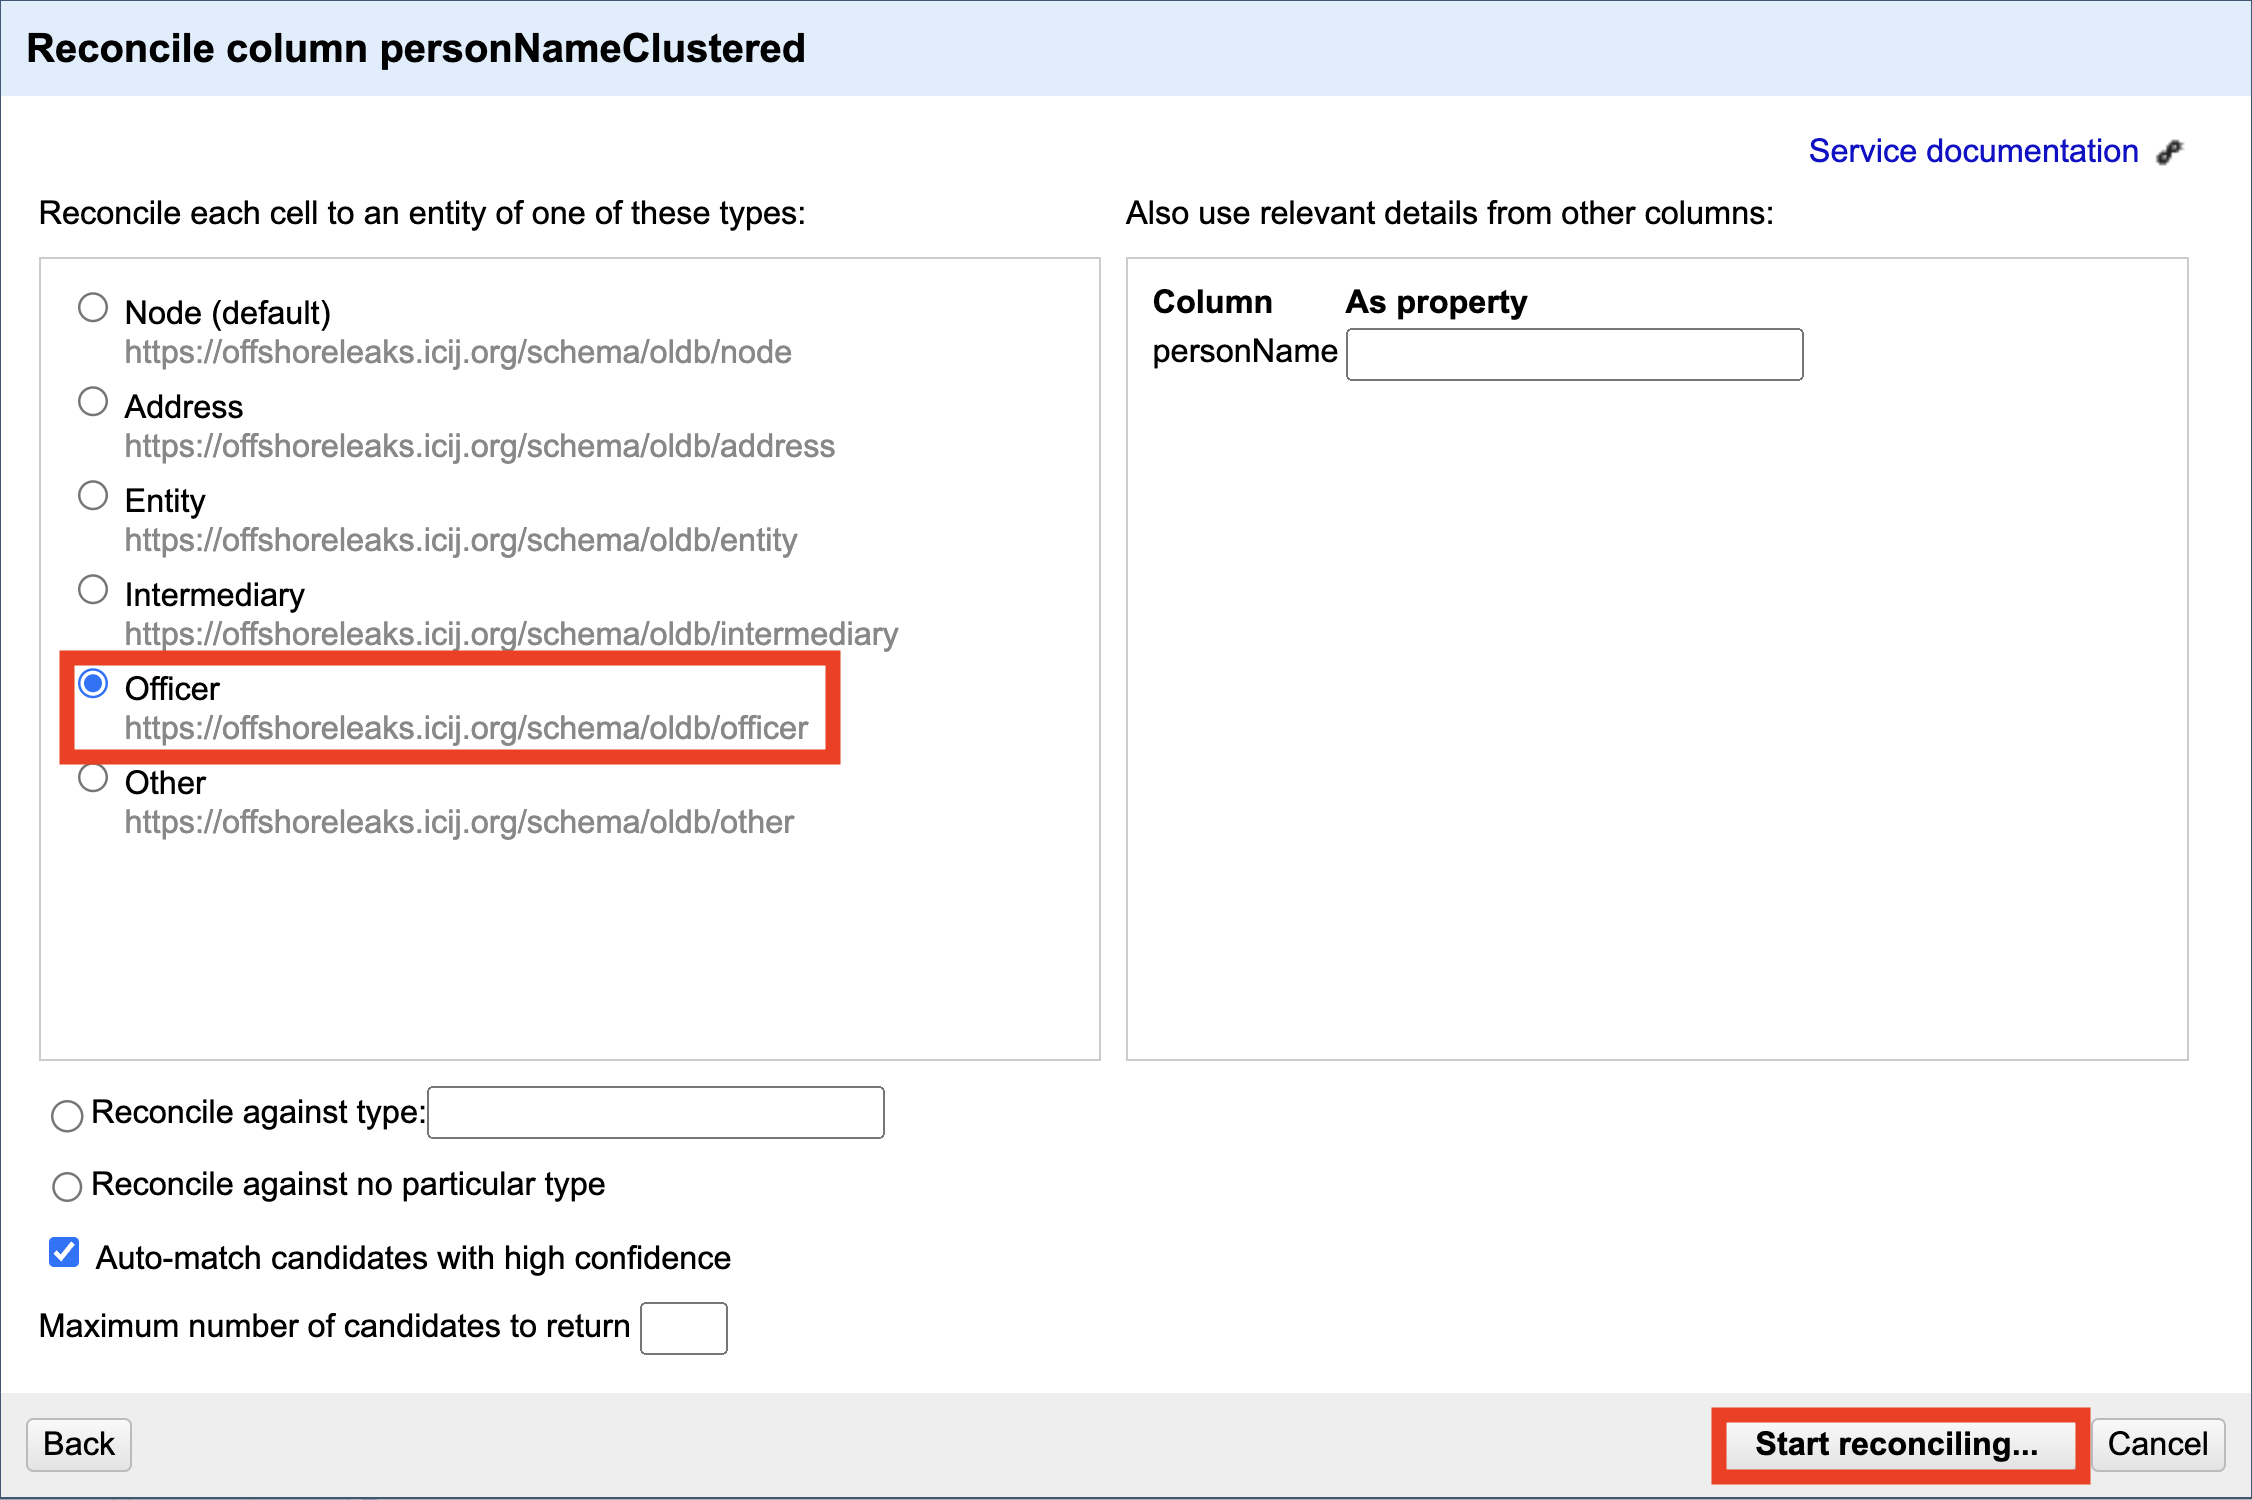 Reconcile column personNameClustered
Service documentation
Reconcile each cell to an entity of one of these types:
Node (default)
https://offshoreleaks.icij.org/schema/oldb/node
Address
https://offshoreleaks.icij.org/schema/oldb/address
Entity
https://offshoreleaks.icij.org/schema/oldb/entity
Intermediary
https://offshoreleaks.icij.org/schema/oldb/intermediary
Officer
https://offshoreleaks.icij.org/schema/oldb/officer
Other
https://offshoreleaks.icij.org/schema/oldb/other
Also use relevant details from other columns:
Column As property
personName
Reconcile against type:
Reconcile against no particular type
Auto-match candidates with high confidence
Maximum number of candidates to return
Back
Start reconciling...
Cancel